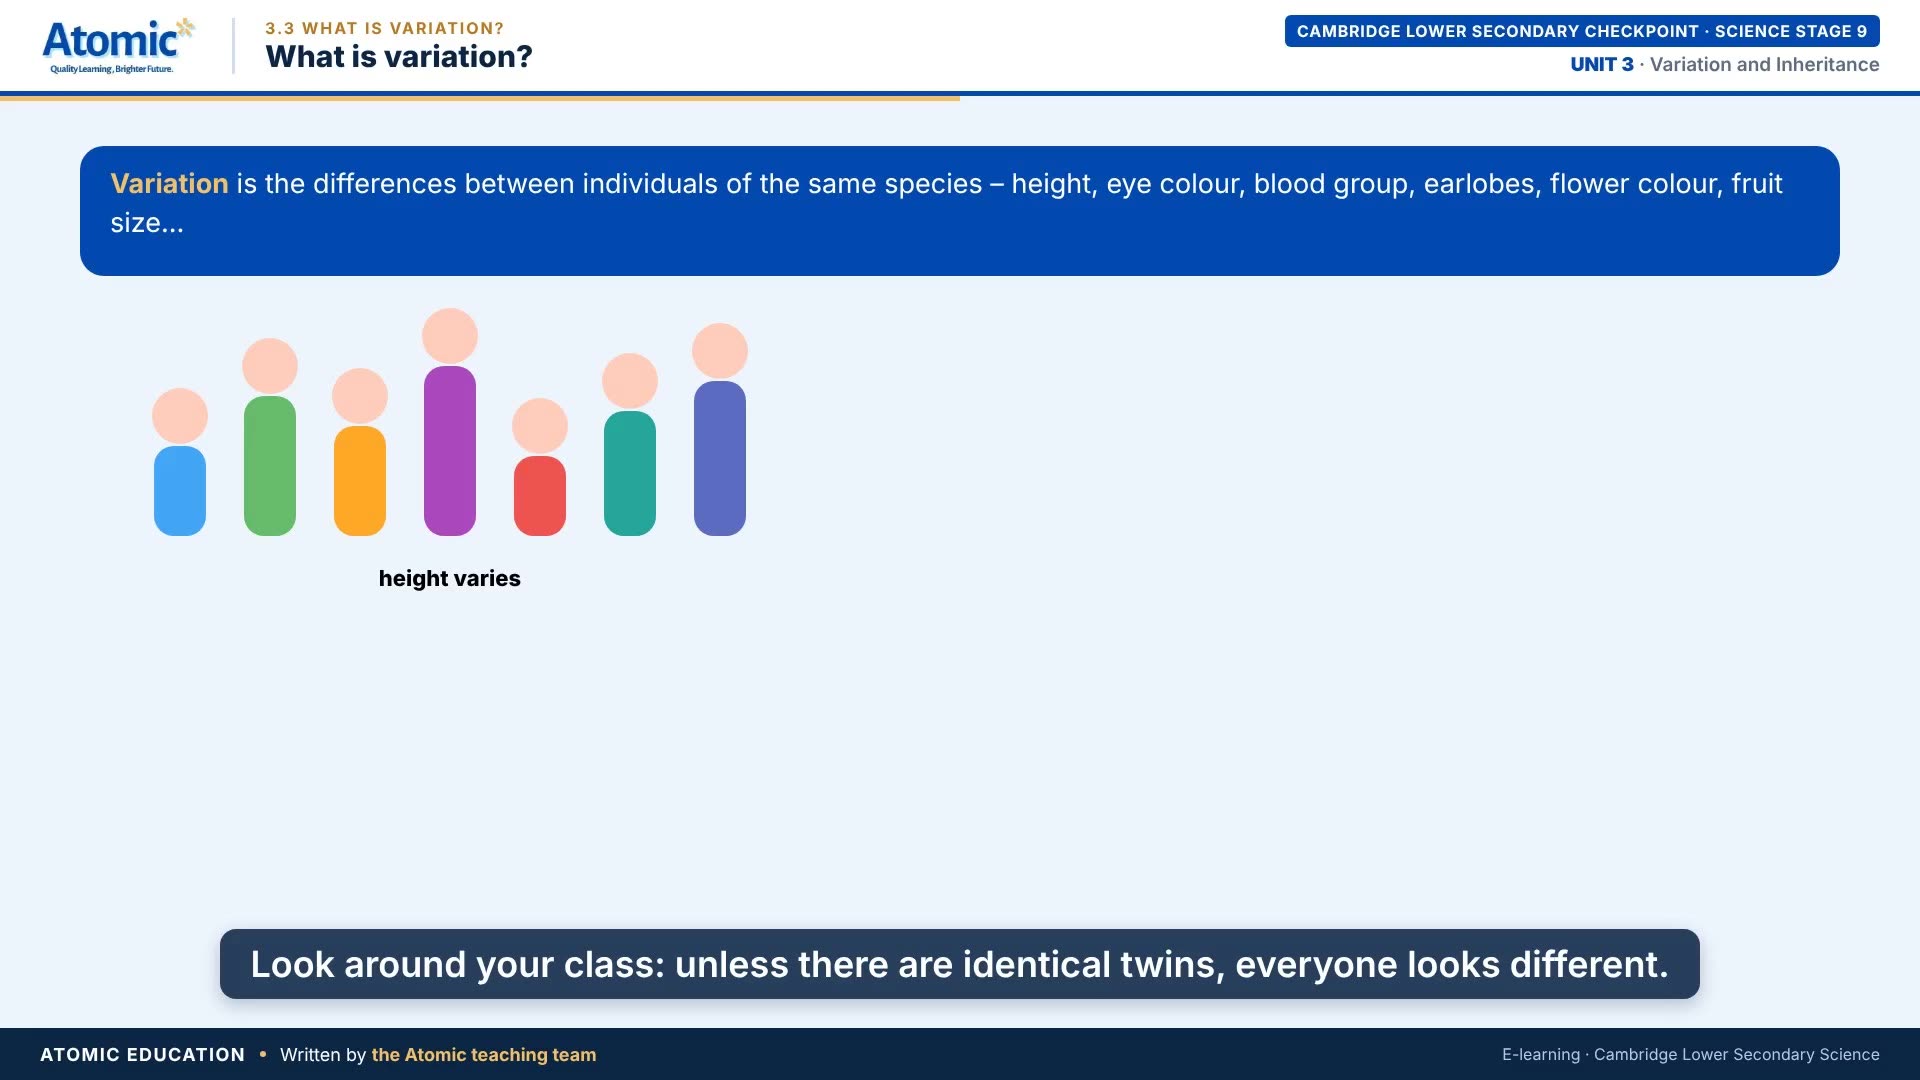 Atomic
Quality Learning, Brighter Future.
3.3 WHAT IS VARIATION?
What is variation?
CAMBRIDGE LOWER SECONDARY CHECKPOINT · SCIENCE STAGE 9
UNIT 3 · Variation and Inheritance
Variation is the differences between individuals of the same species – height, eye colour, blood group, earlobes, flower colour, fruit
size...
height varies
Look around your class: unless there are identical twins, everyone looks different.
ATOMIC EDUCATION • Written by the Atomic teaching team
E-learning · Cambridge Lower Secondary Science